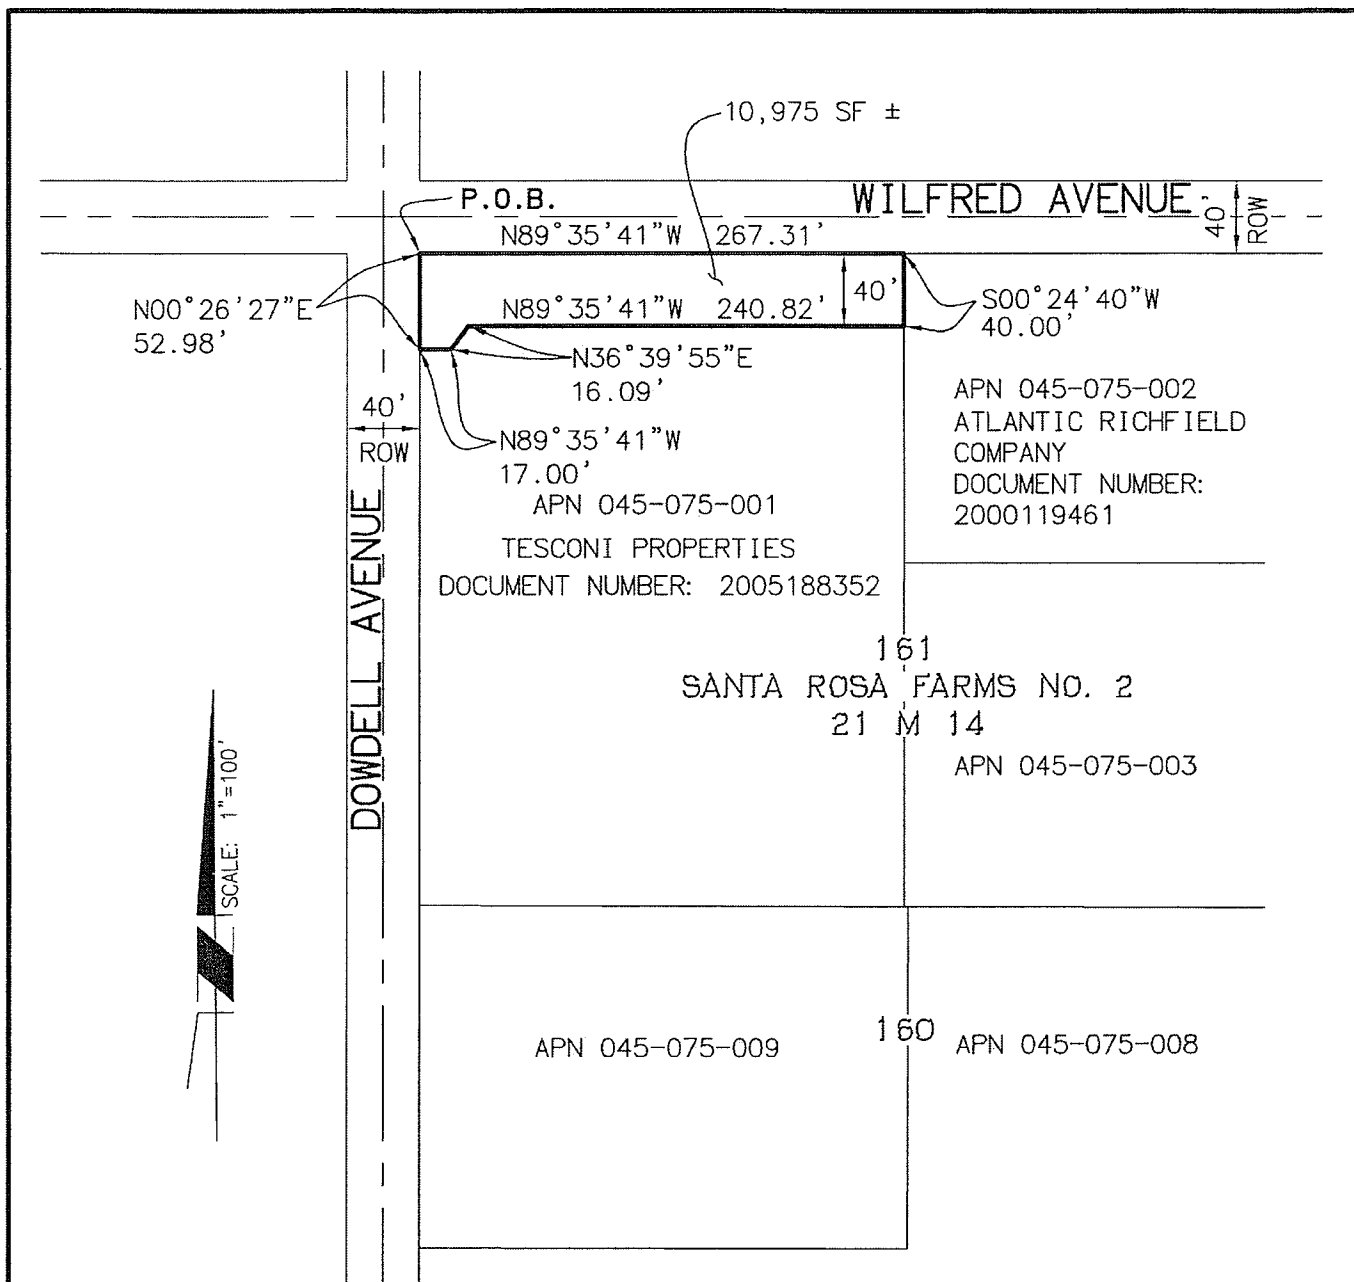 10,975 SF ±
P.O.B.
WILFRED AVENUE
40'
ROW
N89°35'41"W 267.31'
N00°26'27"E
52.98'
N89°35'41"W 240.82'
40'
S00°24'40"W
40.00'
N36°39'55"E
16.09'
40'
ROW
N89°35'41"W
17.00'
APN 045-075-002
ATLANTIC RICHFIELD
COMPANY
DOCUMENT NUMBER:
2000119461
APN 045-075-001
TESCONI PROPERTIES
DOCUMENT NUMBER: 2005188352
DOWDELL AVENUE
161
SANTA ROSA FARMS NO. 2
21 M 14
APN 045-075-003
SCALE: 1"=100'
APN 045-075-009
160
APN 045-075-008